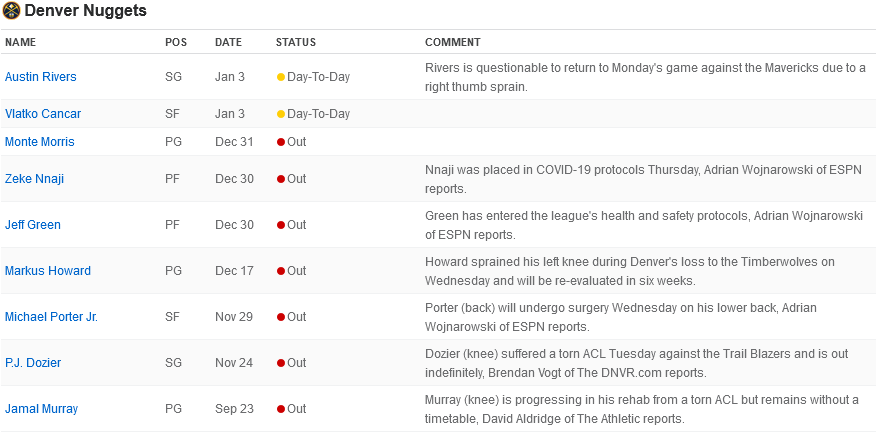 Denver Nuggets
NAME POS DATE STATUS COMMENT
Austin Rivers SG Jan 3 Day-To-Day Rivers is questionable to return to Monday's game against the Mavericks due to a
right thumb sprain.
Vlatko Cancar SF Jan 3 Day-To-Day
Monte Morris PG Dec 31 Out
Zeke Nnaji PF Dec 30 Out Nnaji was placed in COVID-19 protocols Thursday, Adrian Wojnarowski of ESPN
reports.
Jeff Green PF Dec 30 Out Green has entered the league's health and safety protocols, Adrian Wojnarowski
of ESPN reports.
Markus Howard PG Dec 17 Out Howard sprained his left knee during Denver's loss to the Timberwolves on
Wednesday and will be re-evaluated in six weeks.
Michael Porter Jr. SF Nov 29 Out Porter (back) will undergo surgery Wednesday on his lower back, Adrian
Wojnarowski of ESPN reports.
P.J. Dozier SG Nov 24 Out Dozier (knee) suffered a torn ACL Tuesday against the Trail Blazers and is out
indefinitely, Brendan Vogt of The DNVR.com reports.
Jamal Murray PG Sep 23 Out Murray (knee) is progressing in his rehab from a torn ACL but remains without a
timetable, David Aldridge of The Athletic reports.